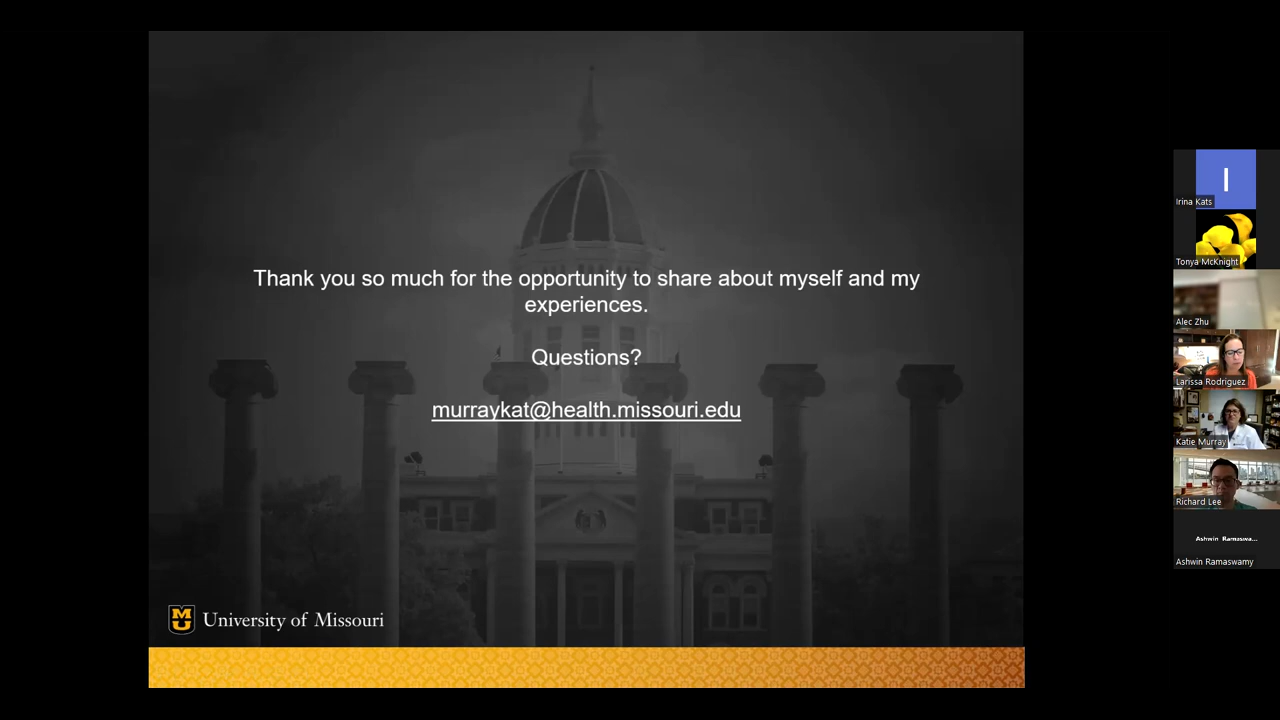 Thank you so much for the opportunity to share about myself and my
experiences.
Questions?
murraykat@health.missouri.edu
MU
University of Missouri
I
Irina Kats
Tonya McKnight
Alec Zhu
Larissa Rodriguez
Katie Murray
Richard Lee
Ashwin Ramaswa...
Ashwin Ramaswamy